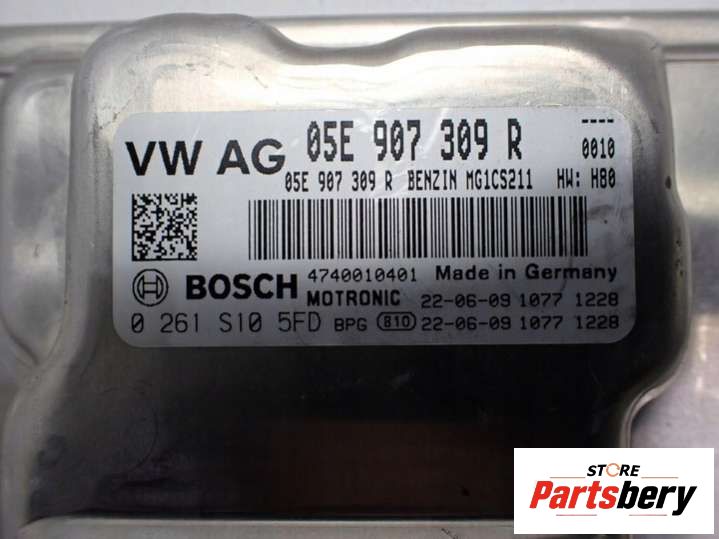 VW AG 05E 907 309 R ----
0010
05E 907 309 R BENZIN MG1CS211 HW: H80
BOSCH 4740010401 Made in Germany
MOTRONIC 22-06-09 1077 1228
0 261 S10 5FD BPG 810 22-06-09 1077 1228
STORE
Partsbery